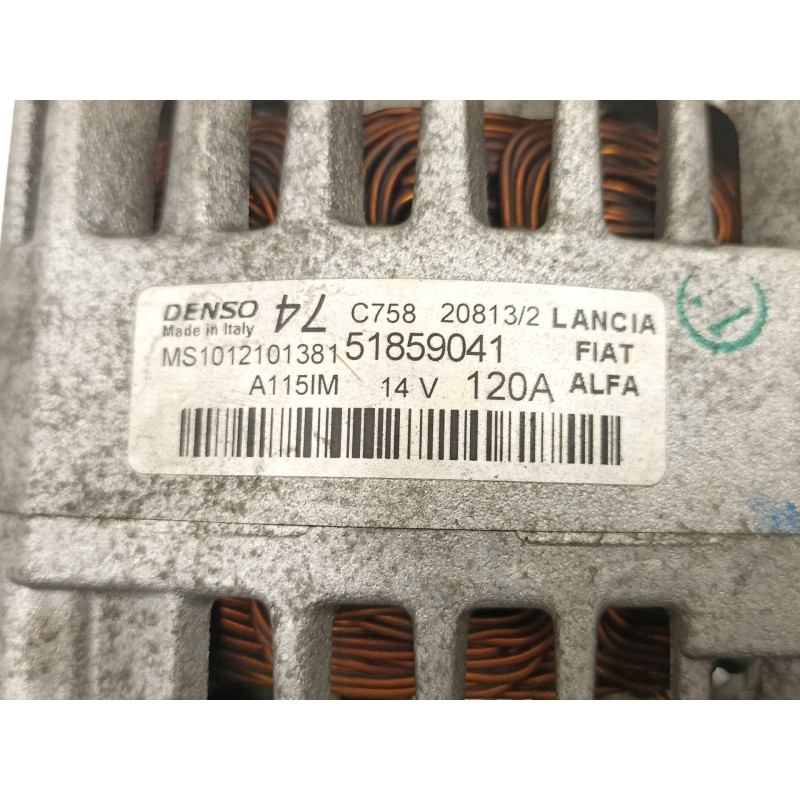 DENSO 74 C758 20813/2 LANCIA
Made in Italy
MS1012101381 51859041 FIAT
A115IM 14 V 120A ALFA